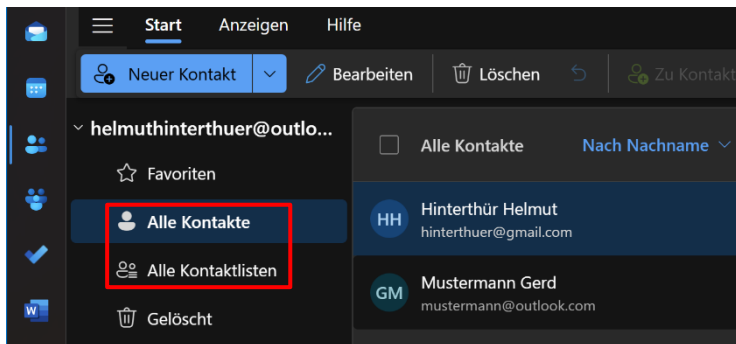 Start Anzeigen Hilfe
Neuer Kontakt Bearbeiten Löschen Zu Kontakt
helmuthinterthuer@outlo...
Alle Kontakte Nach Nachname
Favoriten
Alle Kontakte
Hinterthür Helmut
HH
hinterthuer@gmail.com
Alle Kontaktlisten
Mustermann Gerd
GM
mustermann@outlook.com
Gelöscht
W